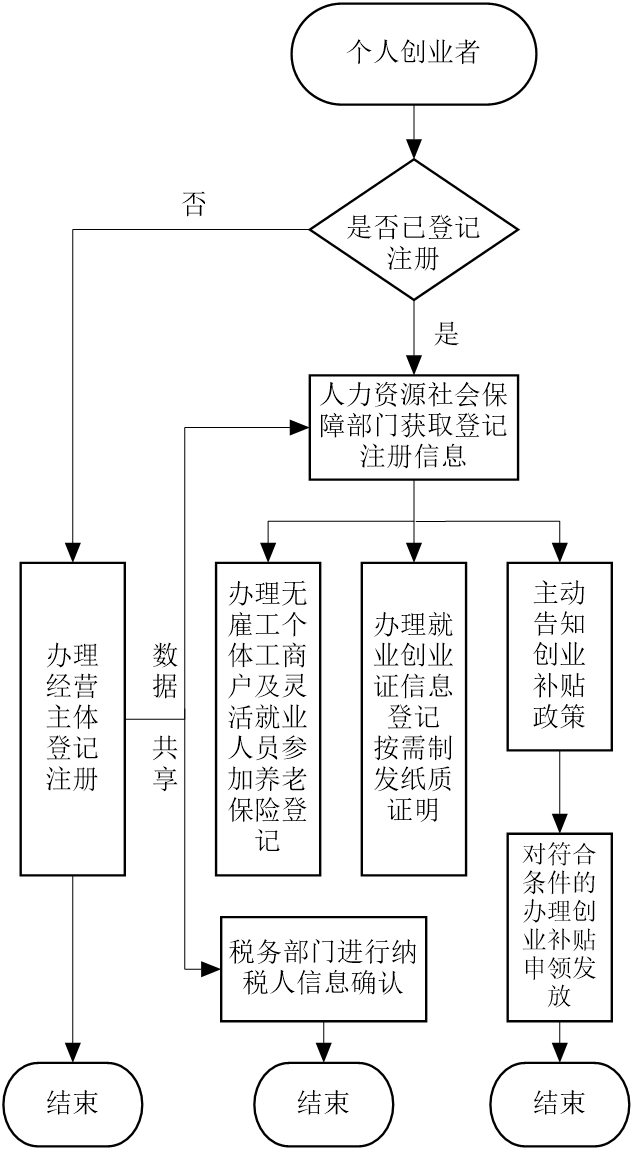 个人创业者
是否已登记
注册
否
是
人力资源社会保
障部门获取登记
注册信息
办理
经营
主体
登记
注册
数
据
共
享
办理无
雇工个
体工商
户及灵
活就业
人员参
加养老
保险登
记
办理就
业创业
证信息
登记
按需制
发纸质
证明
主动
告知
创业
补贴
政策
对符合
条件的
办理创
业补贴
申领发
放
税务部门进行纳
税人信息确认
结束
结束
结束